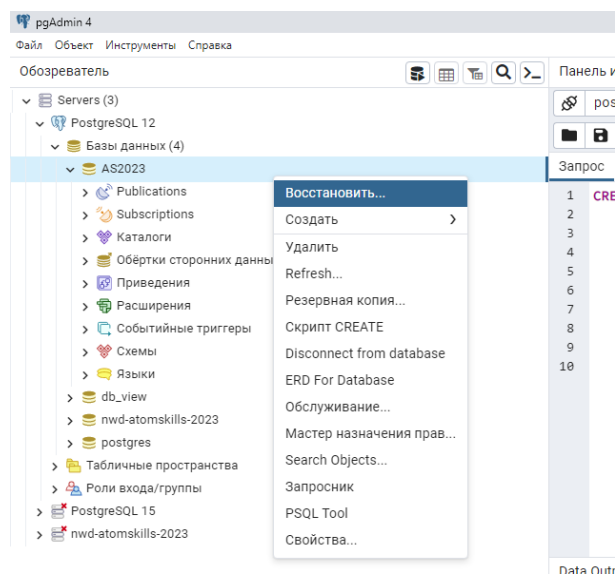 pgAdmin 4
Файл Объект Инструменты Справка
Обозреватель
Панель и
Servers (3)
pos
PostgreSQL 12
Базы данных (4)
AS2023
Запрос
Publications
Восстановить...
1 CRE
Subscriptions
Создать
2
Каталоги
3
Удалить
4
Обёртки сторонних данны
Refresh...
5
Приведения
6
Расширения
Резервная копия...
7
Событийные триггеры
Скрипт CREATE
8
Схемы
Disconnect from database
9
Языки
ERD For Database
10
db_view
Обслуживание...
nwd-atomskills-2023
Мастер назначения прав...
postgres
Search Objects...
Табличные пространства
Запросник
Роли входа/группы
PSQL Tool
PostgreSQL 15
Свойства...
nwd-atomskills-2023
Data Outp